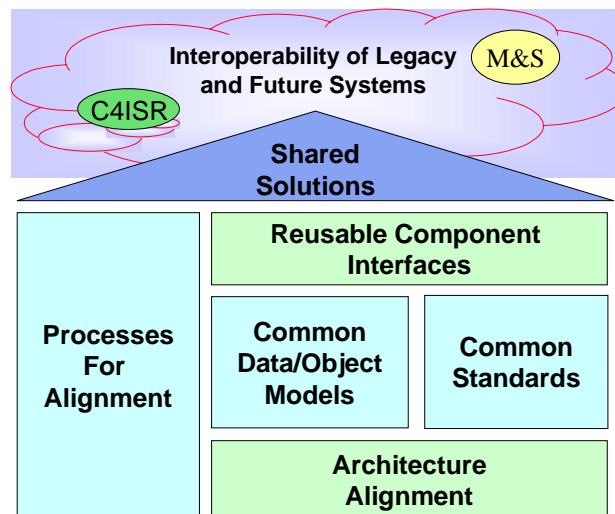 Interoperability of Legacy
and Future Systems
M&S
C4ISR
Shared
Solutions
Processes
For
Alignment
Reusable Component
Interfaces
Common
Data/Object
Models
Common
Standards
Architecture
Alignment